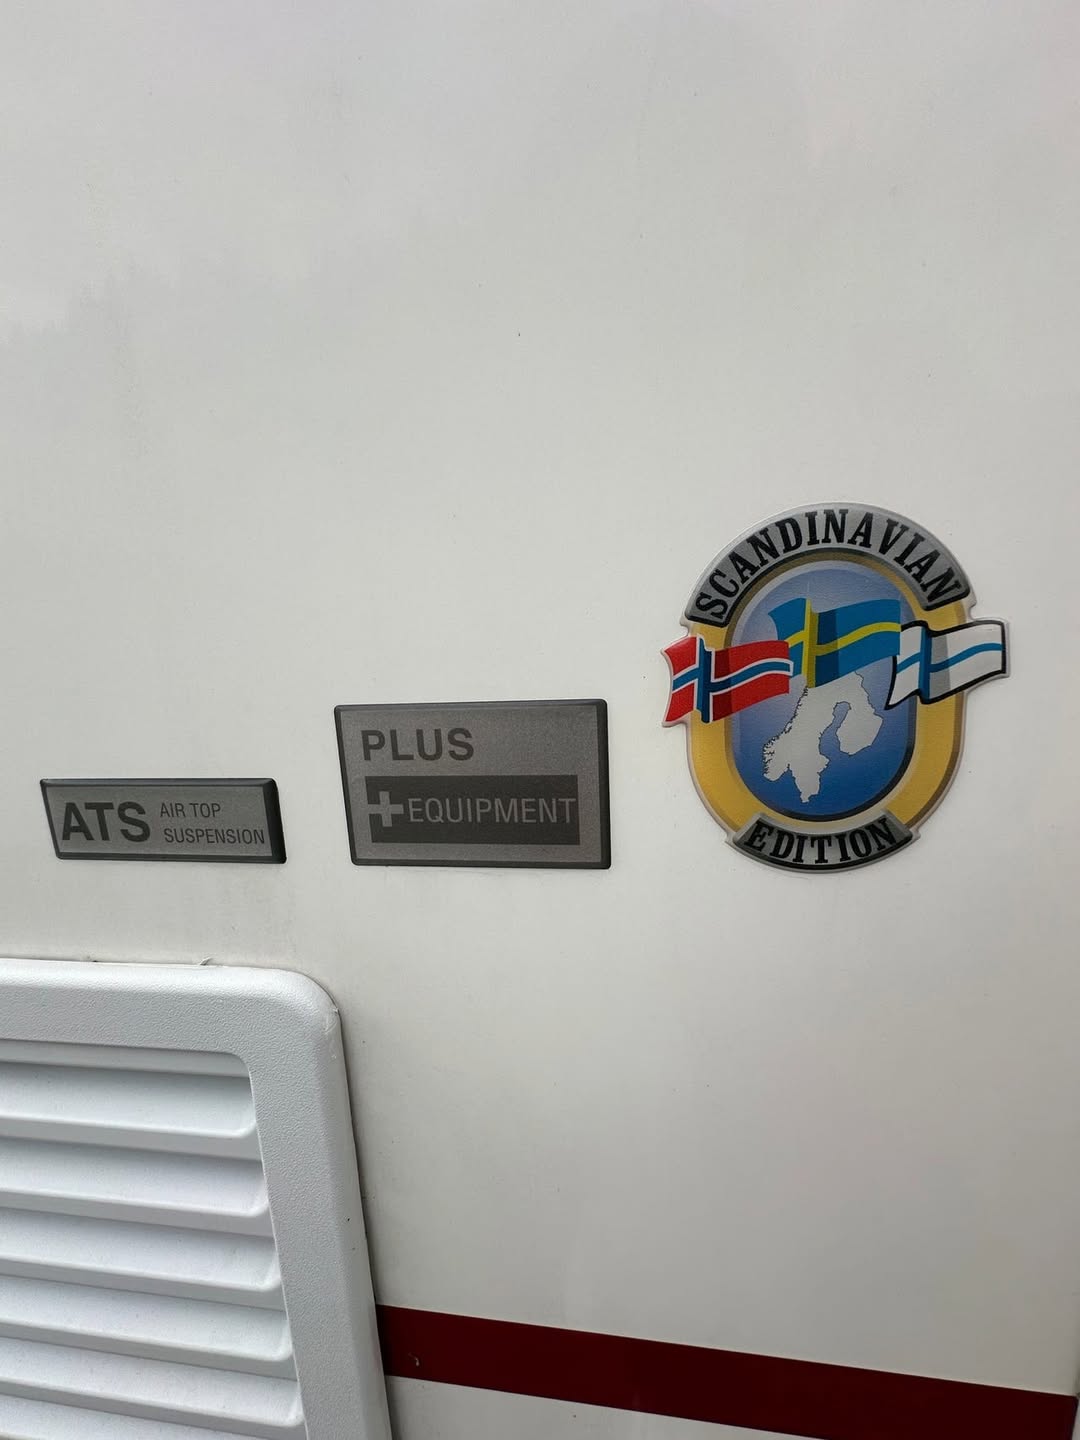 ATS AIR TOP
SUSPENSION
PLUS
+EQUIPMENT
SCANDINAVIAN
EDITION